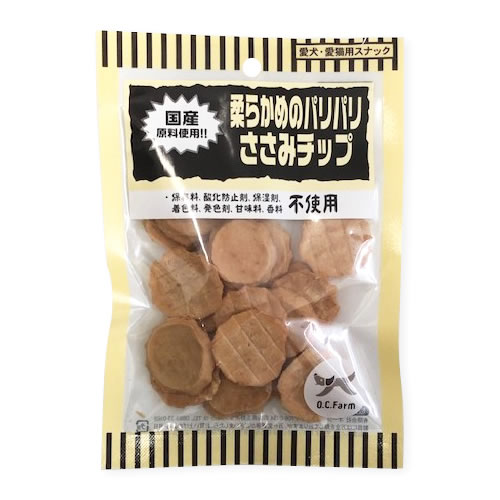 愛犬・愛猫用スナック
国産
原料使用!!
柔らかめのパリパリ
ささみチップ
・保存料、酸化防止剤、保湿剤、
着色料、発色剤、甘味料、香料
不使用
O.C.Farm